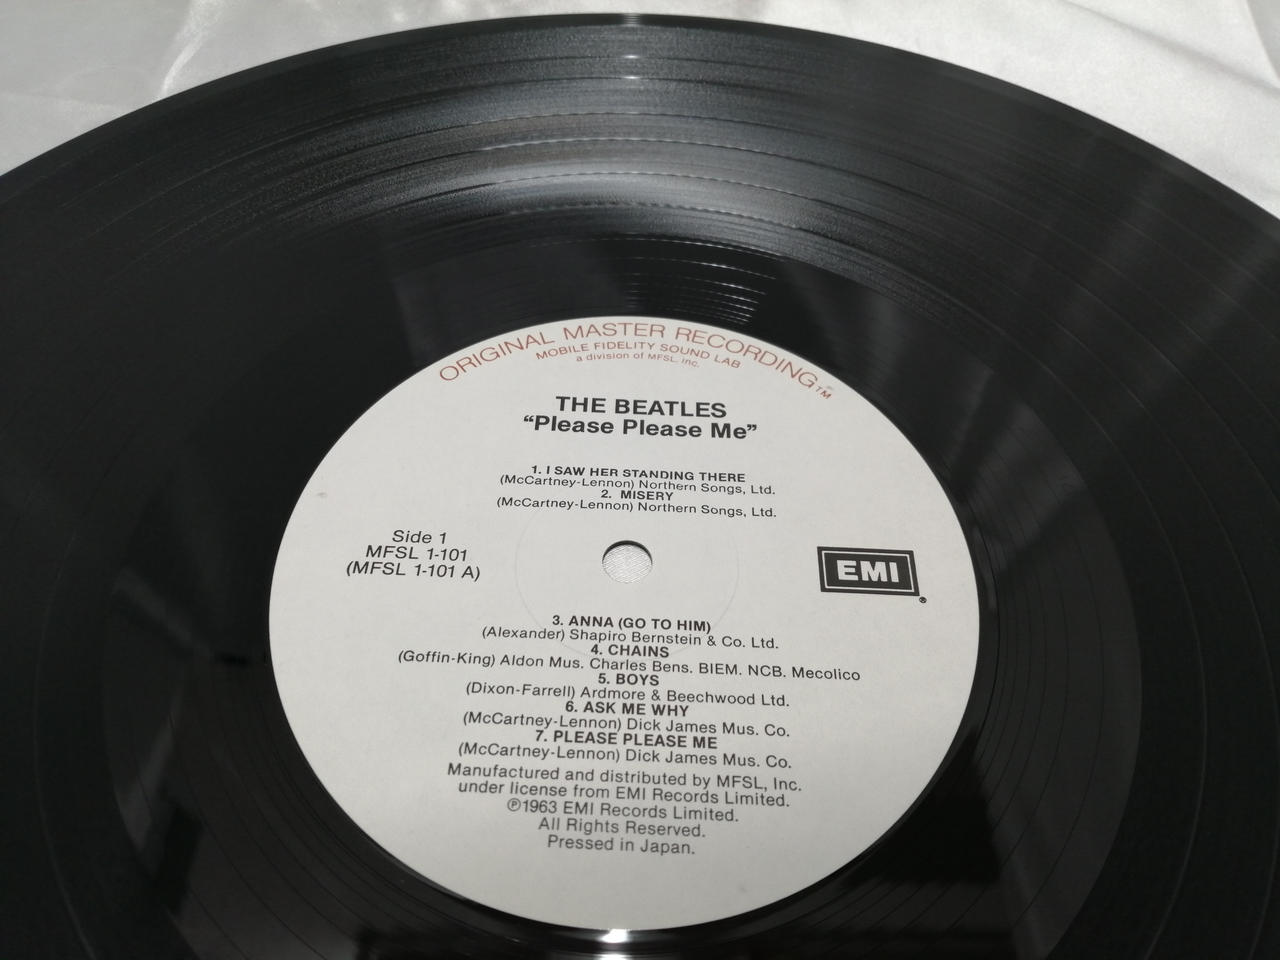 ORIGINAL MASTER RECORDING™
MOBILE FIDELITY SOUND LAB
a division of MFSL, inc.
THE BEATLES
“Please Please Me”
1. I SAW HER STANDING THERE
(McCartney-Lennon) Northern Songs, Ltd.
2. MISERY
(McCartney-Lennon) Northern Songs, Ltd.
Side 1
MFSL 1-101
(MFSL 1-101 A)
EMI®
3. ANNA (GO TO HIM)
(Alexander) Shapiro Bernstein & Co. Ltd.
4. CHAINS
(Goffin-King) Aldon Mus. Charles Bens. BIEM. NCB. Mecolico
5. BOYS
(Dixon-Farrell) Ardmore & Beechwood Ltd.
6. ASK ME WHY
(McCartney-Lennon) Dick James Mus. Co.
7. PLEASE PLEASE ME
(McCartney-Lennon) Dick James Mus. Co.
Manufactured and distributed by MFSL, Inc.
under license from EMI Records Limited.
℗1963 EMI Records Limited.
All Rights Reserved.
Pressed in Japan.